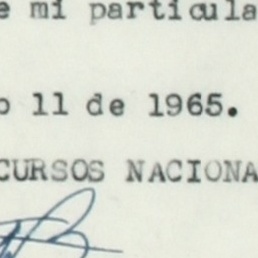 e mi particula
o 11 de 1965.
CURSOS NACIONA